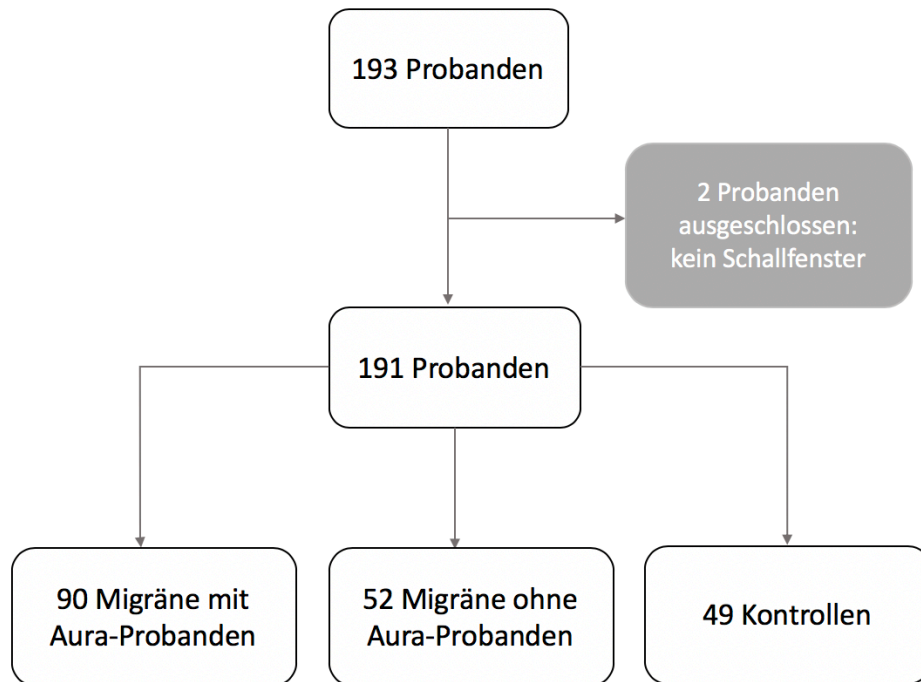 193 Probanden
2 Probanden
ausgeschlossen:
kein Schallfenster
191 Probanden
90 Migräne mit
Aura-Probanden
52 Migräne ohne
Aura-Probanden
49 Kontrollen